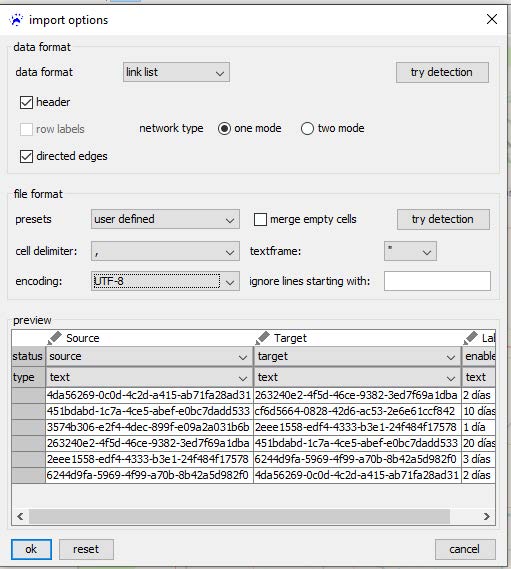 import options
data format
data format link list try detection
header
row labels network type one mode two mode
directed edges
file format
presets user defined merge empty cells try detection
cell delimiter: , textframe: "
encoding: UTF-8 ignore lines starting with:
preview
Source Target Lal
status source target enable
type text text text
4da56269-0c0d-4c2d-a415-ab71fa28ad31 263240e2-4f5d-46ce-9382-3ed7f69a1dba 2 días
451bdabd-1c7a-4ce5-abef-e0bc7dadd533 cf6d5664-0828-42d6-ac53-2e6e61ccf842 10 días
3574b306-e2f4-4dec-899f-e09a2a031b6b 2eee1558-edf4-4333-b3e1-24f484f17578 1 día
263240e2-4f5d-46ce-9382-3ed7f69a1dba 451bdabd-1c7a-4ce5-abef-e0bc7dadd533 20 días
2eee1558-edf4-4333-b3e1-24f484f17578 6244d9fa-5969-4f99-a70b-8b42a5d982f0 3 días
6244d9fa-5969-4f99-a70b-8b42a5d982f0 4da56269-0c0d-4c2d-a415-ab71fa28ad31 2 días
ok reset cancel